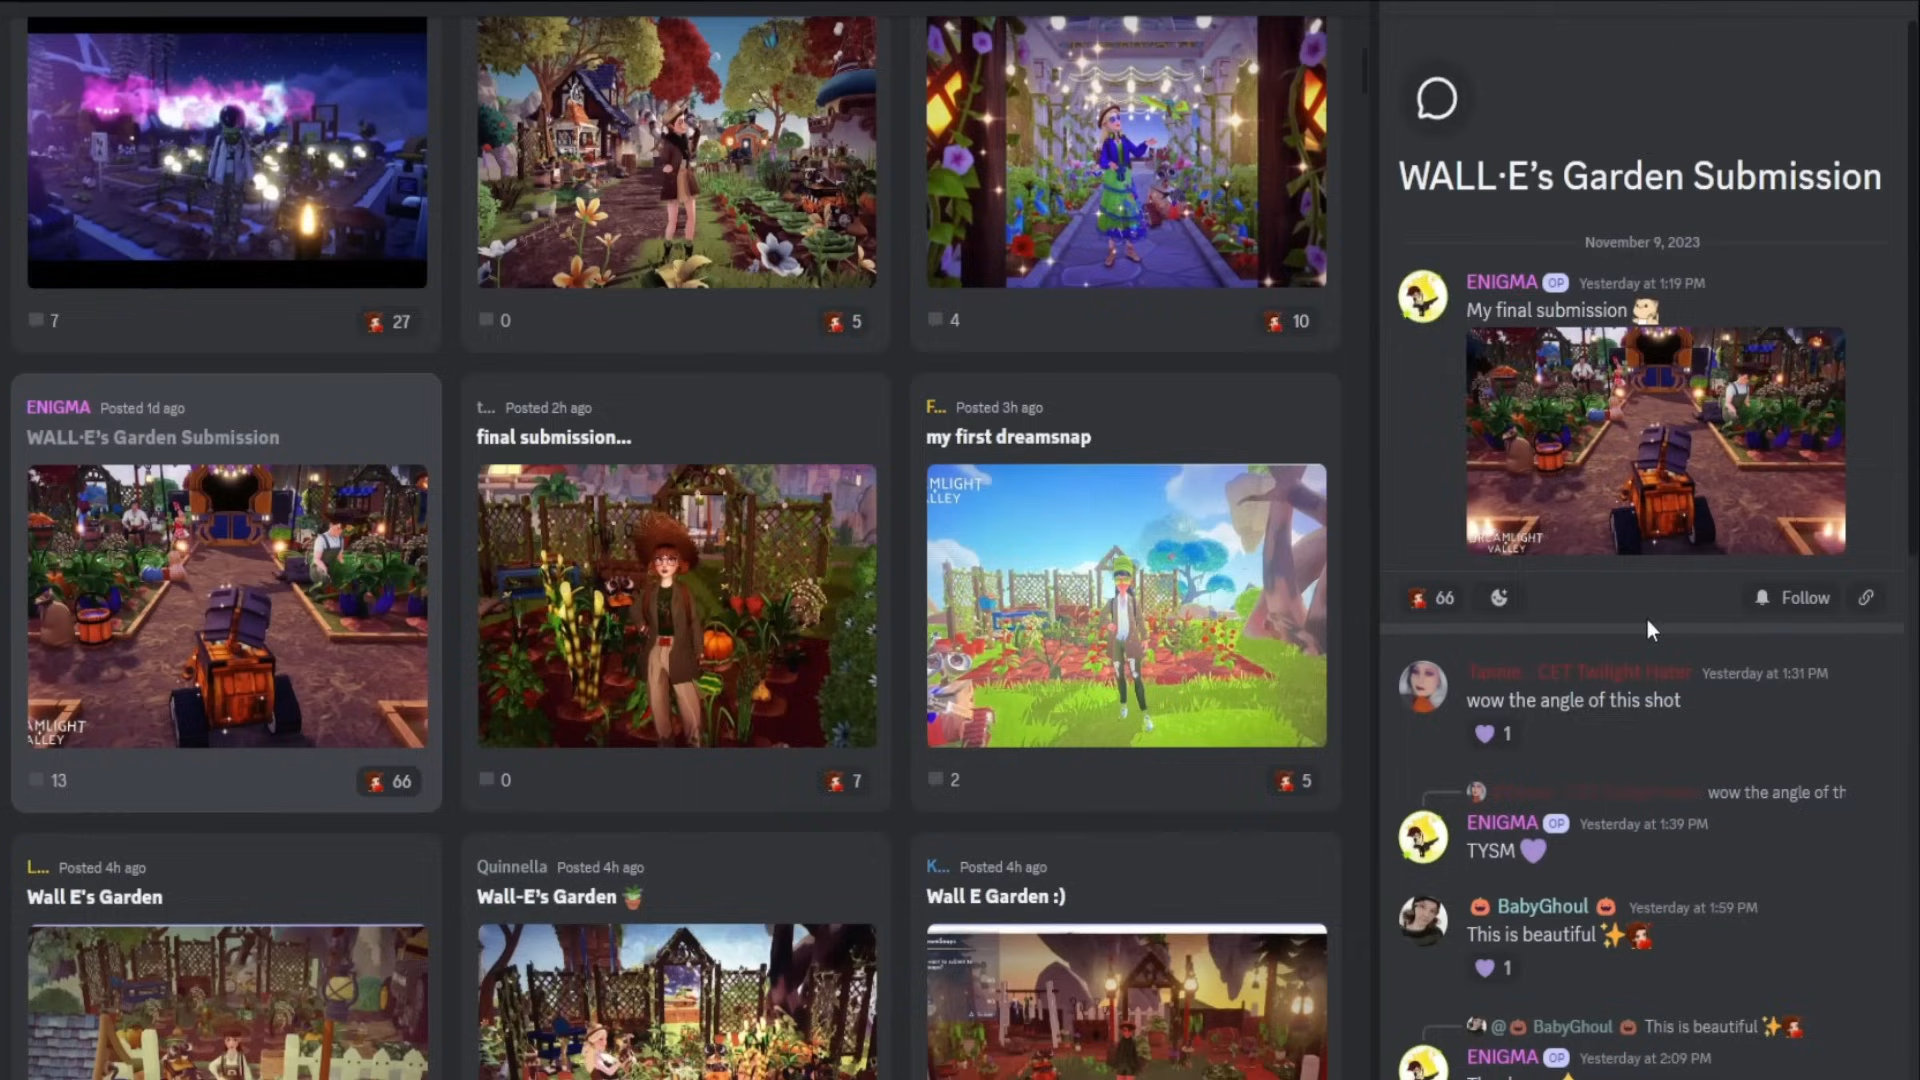 7
27
0
5
4
10
ENIGMA Posted 1d ago
WALL·E's Garden Submission
AMLIGHT
ALLEY
13
66
t... Posted 2h ago
final submission...
0
7
F... Posted 3h ago
my first dreamsnap
MLIGHT
LLEY
2
5
L... Posted 4h ago
Wall E's Garden
Quinnella Posted 4h ago
Wall-E's Garden
K... Posted 4h ago
Wall E Garden :)
WALL·E's Garden Submission
November 9, 2023
ENIGMA OP Yesterday at 1:19 PM
My final submission
DREAMLIGHT
VALLEY
66
Follow
Tannie CET Twilight Hater Yesterday at 1:31 PM
wow the angle of this shot
1
wow the angle of th
ENIGMA OP Yesterday at 1:39 PM
TYSM
BabyGhoul Yesterday at 1:59 PM
This is beautiful
1
@ BabyGhoul This is beautiful
ENIGMA OP Yesterday at 2:09 PM